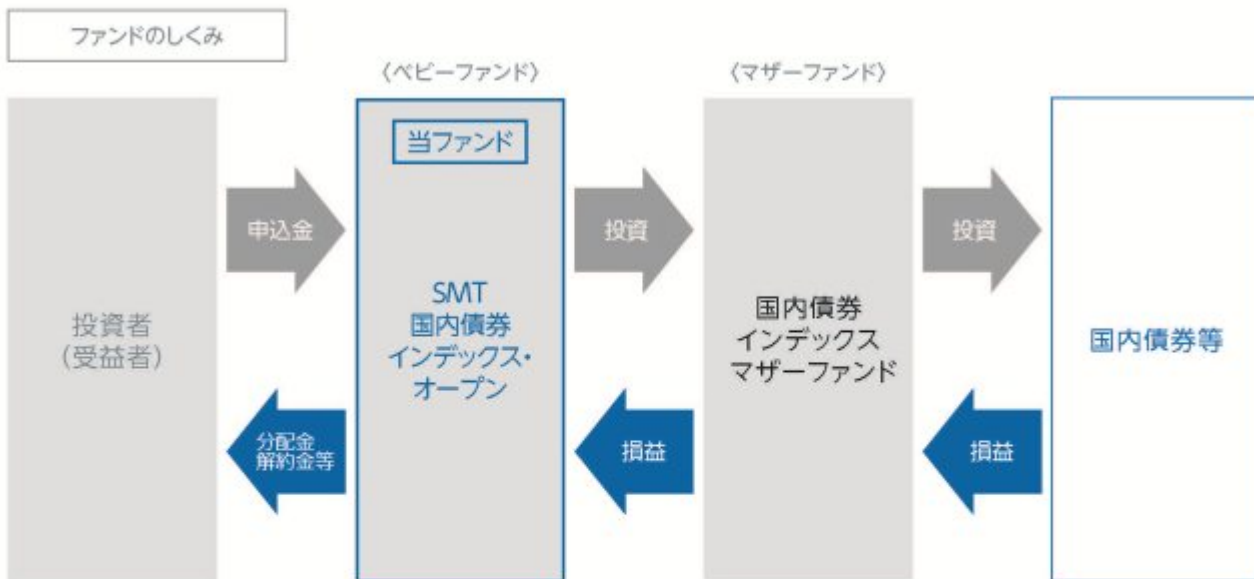 ファンドのしくみ
〈ベビーファンド〉
〈マザーファンド〉
投資者
(受益者)
申込金
分配金
解約金等
当ファンド
SMT
国内債券
インデックス・
オープン
投資
損益
国内債券
インデックス
マザーファンド
投資
損益
国内債券等